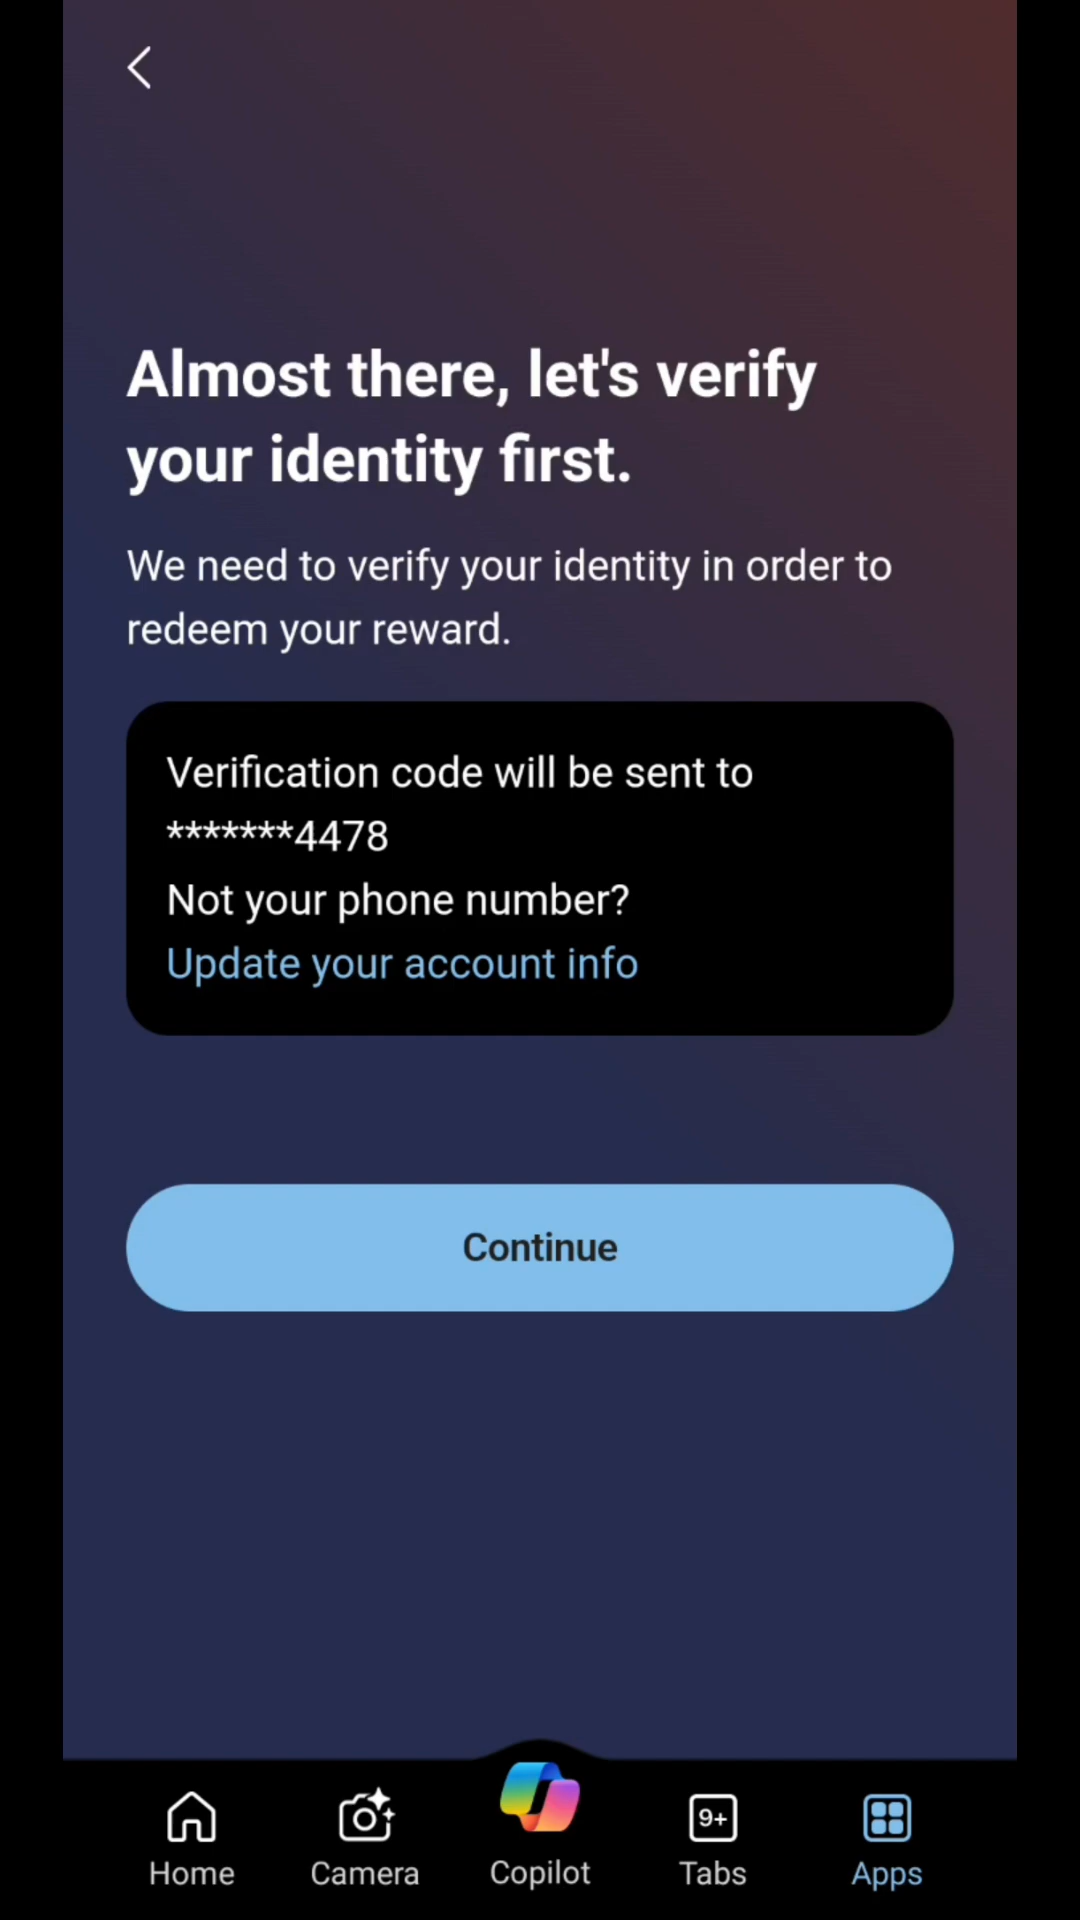 Almost there, let's verify
your identity first.
We need to verify your identity in order to
redeem your reward.
Verification code will be sent to
*******4478
Not your phone number?
Update your account info
Continue
9+
Home Camera Copilot Tabs Apps